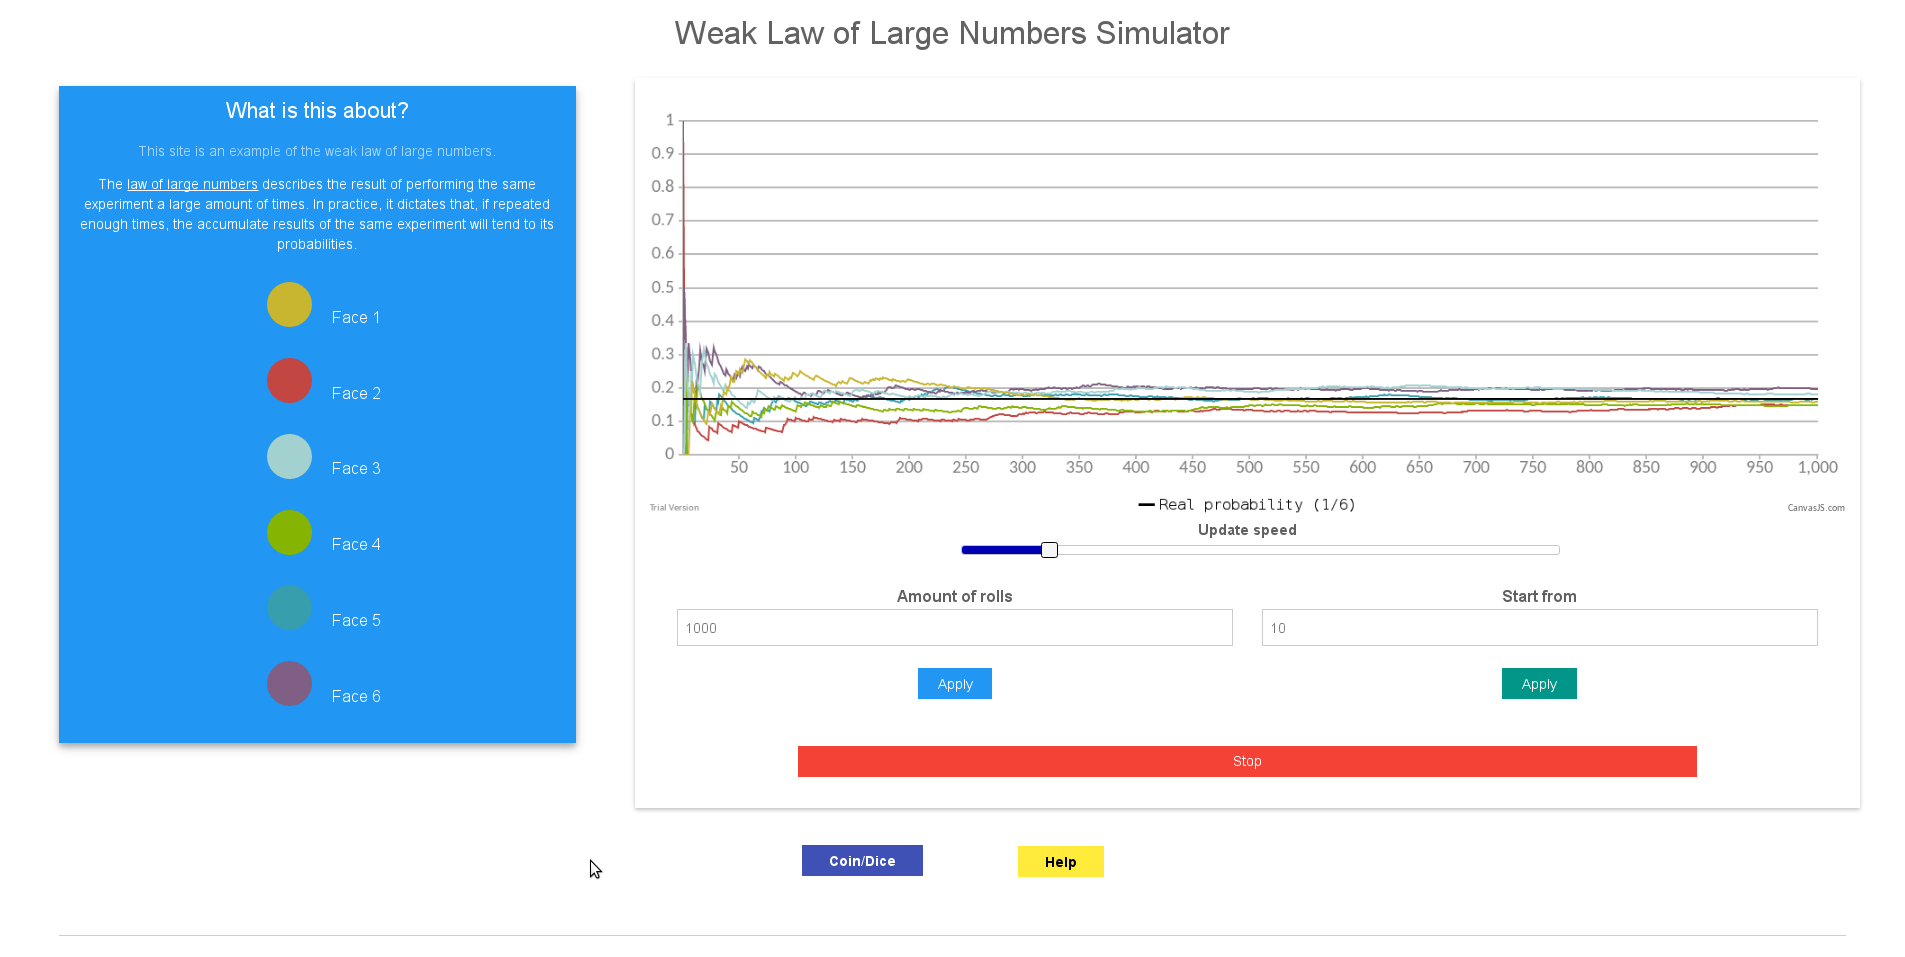 Weak Law of Large Numbers Simulator
What is this about?
This site is an example of the weak law of large numbers.
The law of large numbers describes the result of performing the same
experiment a large amount of times. In practice, it dictates that, if repeated
enough times, the accumulate results of the same experiment will tend to its
probabilities.
Face 1
Face 2
Face 3
Face 4
Face 5
Face 6
1
0.9
0.8
0.7
0.6
0.5
0.4
0.3
0.2
0.1
0
50 100 150 200 250 300 350 400 450 500 550 600 650 700 750 800 850 900 950 1,000
Trial Version
Real probability (1/6)
CanvasJS.com
Update speed
Amount of rolls
Start from
1000
10
Apply
Apply
Stop
Coin/Dice
Help